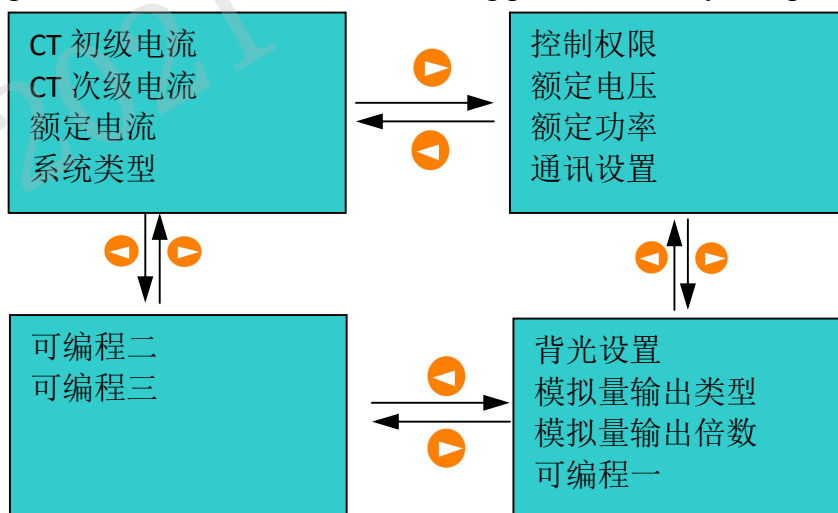 CT 初级电流
CT 次级电流
额定电流
系统类型
控制权限
额定电压
额定功率
通讯设置
可编程二
可编程三
背光设置
模拟量输出类型
模拟量输出倍数
可编程一
2021